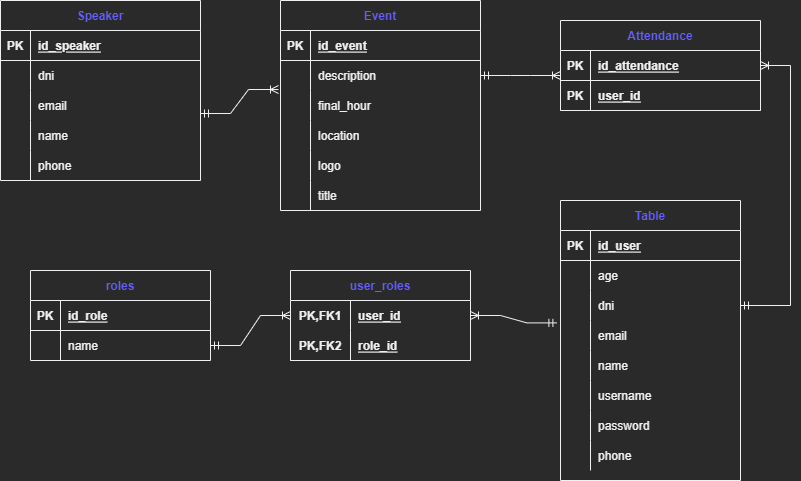 Speaker
PK id_speaker
dni
email
name
phone
Event
PK id_event
description
final_hour
location
logo
title
Attendance
PK id_attendance
PK user_id
Table
PK id_user
age
dni
email
name
username
password
phone
roles
PK id_role
name
user_roles
PK,FK1 user_id
PK,FK2 role_id